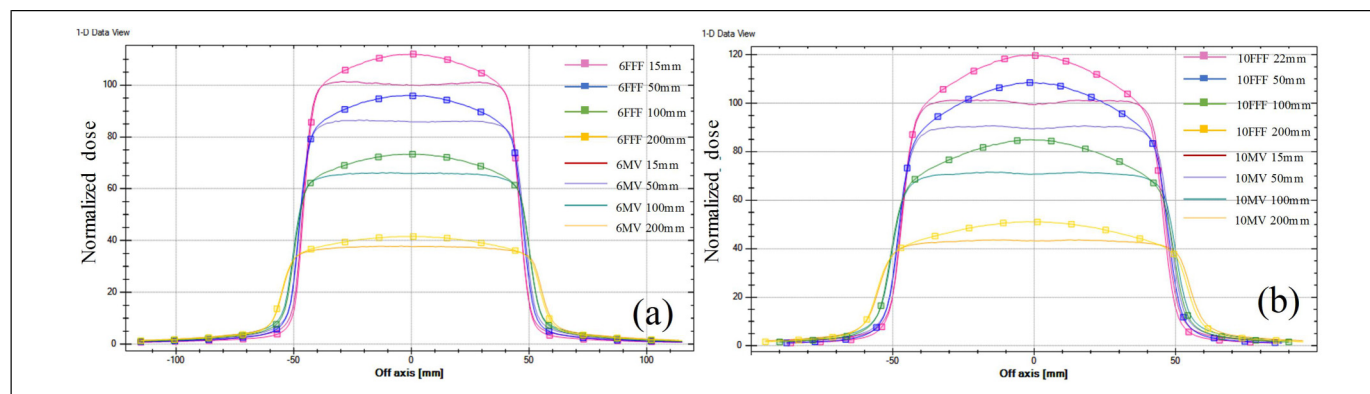 1-D Data View
Normalized dose
100
80
60
40
20
0
-100
-50
0
50
100
Off axis [mm]
6FFF 15mm
6FFF 50mm
6FFF 100mm
6FFF 200mm
6MV 15mm
6MV 50mm
6MV 100mm
6MV 200mm
(a)
1-D Data View
Normalized_dose
120
100
80
60
40
20
0
-50
0
50
Off axis [mm]
10FFF 22mm
10FFF 50mm
10FFF 100mm
10FFF 200mm
10MV 15mm
10MV 50mm
10MV 100mm
10MV 200mm
(b)